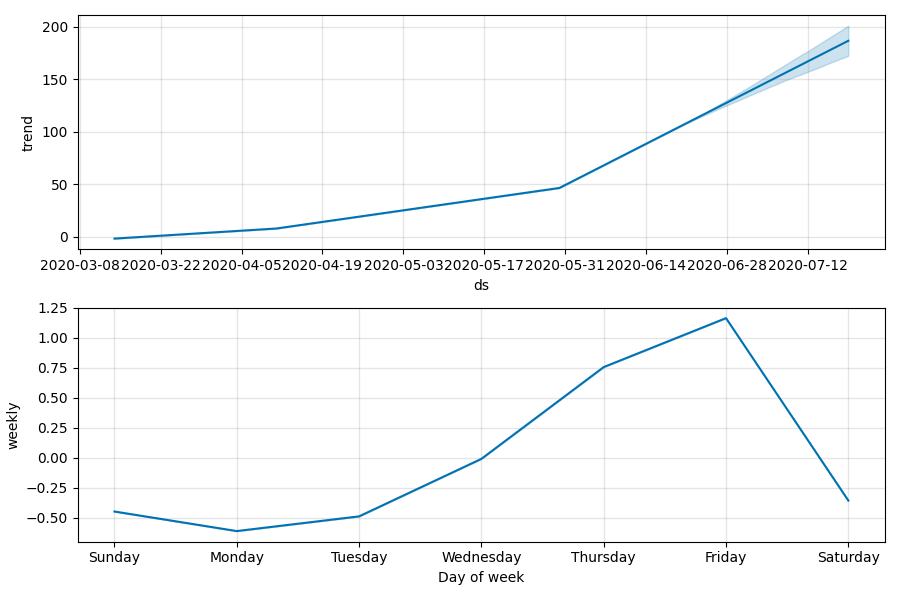 200
150
100
50
0
trend
2020-03-08 2020-03-22 2020-04-05 2020-04-19 2020-05-03 2020-05-17 2020-05-31 2020-06-14 2020-06-28 2020-07-12
ds
1.25
1.00
0.75
0.50
0.25
0.00
−0.25
−0.50
weekly
Sunday Monday Tuesday Wednesday Thursday Friday Saturday
Day of week